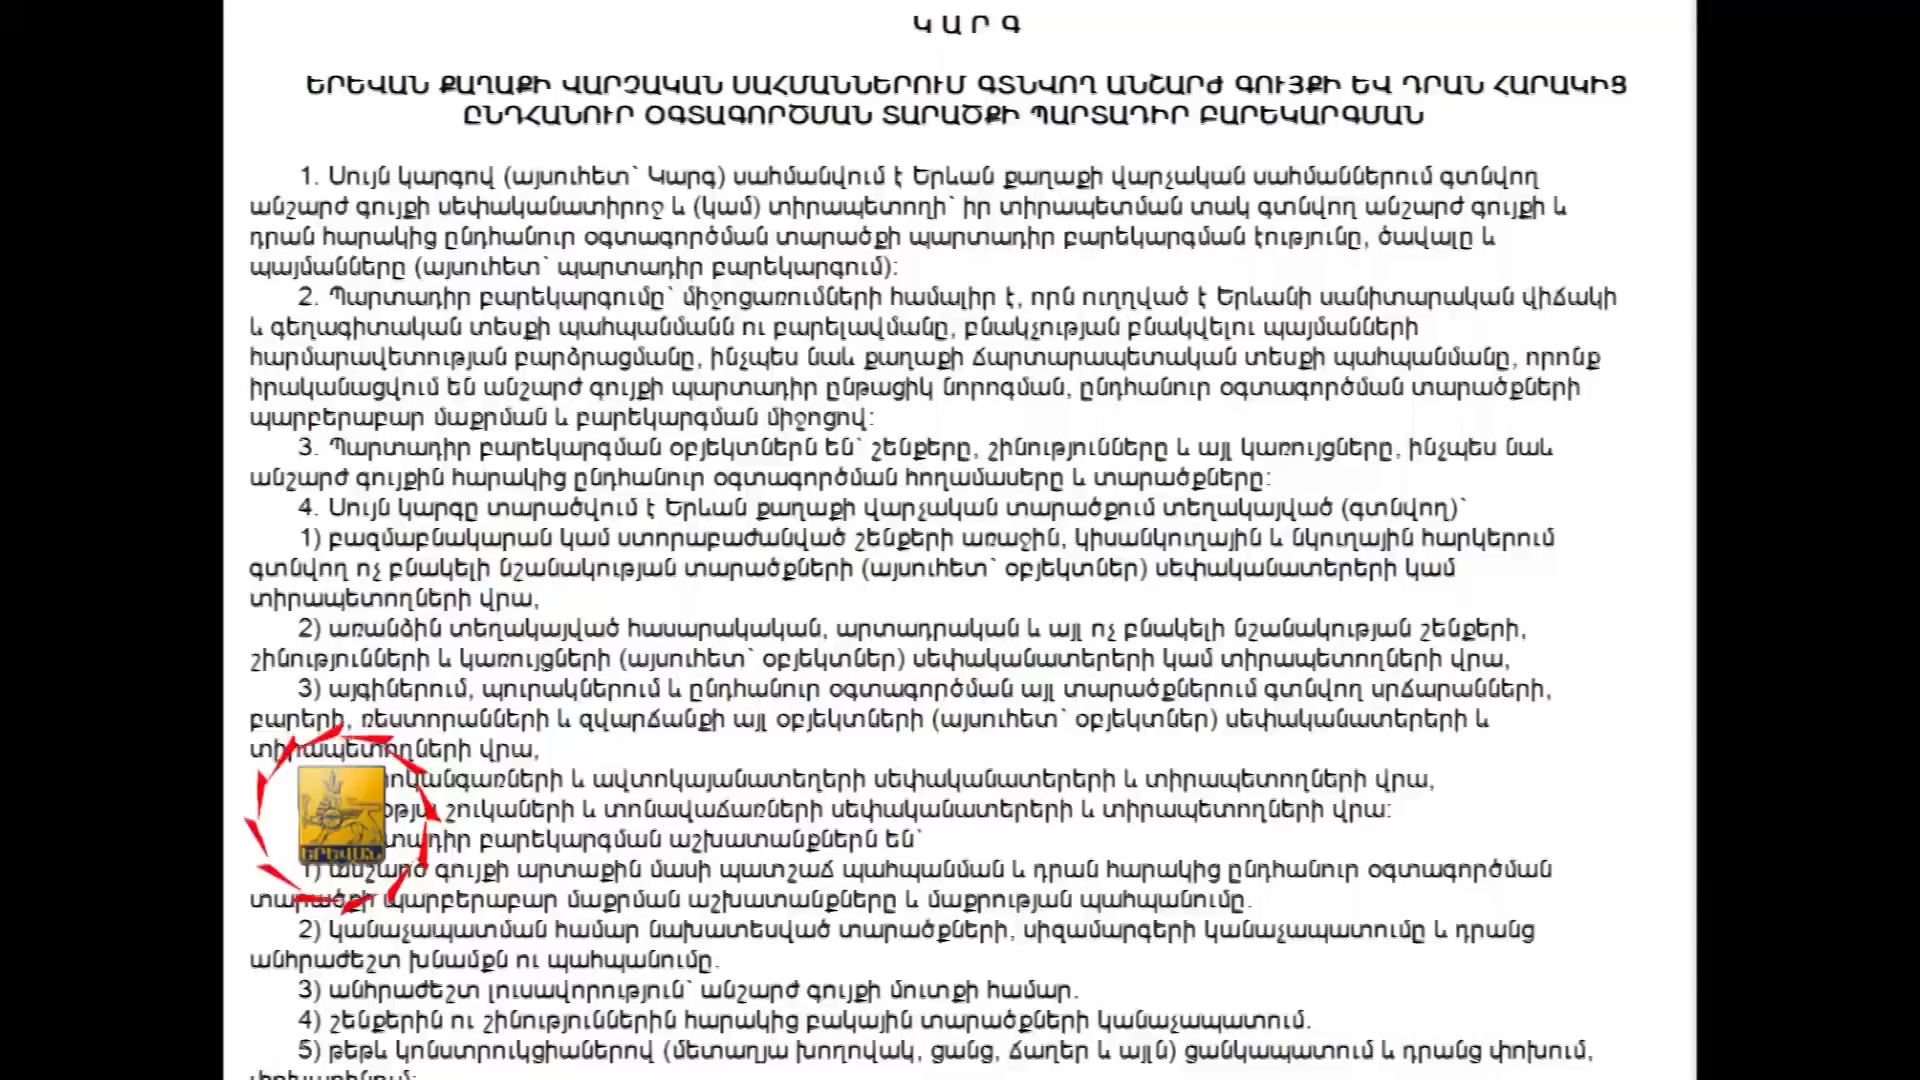 Կ Ա Ր Գ
ԵՐԵՎԱՆ ՔԱՂԱՔԻ ՎԱՐՉԱԿԱՆ ՍԱՀՄԱՆՆԵՐՈՒՄ ԳՏՆՎՈՂ ԱՆՇԱՐԺ ԳՈՒՅՔԻ ԵՎ ԴՐԱՆ ՀԱՐԱԿԻՑ
ԸՆԴՀԱՆՈՒՐ ՕԳՏԱԳՈՐԾՄԱՆ ՏԱՐԱԾՔԻ ՊԱՐՏԱԴԻՐ ԲԱՐԵԿԱՐԳՄԱՆ
1. Սույն կարգով (այսուհետ՝ Կարգ) սահմանվում է Երևան քաղաքի վարչական սահմաններում գտնվող
անշարժ գույքի սեփականատիրոջ և (կամ) տիրապետողի՝ իր տիրապետման տակ գտնվող անշարժ գույքի և
դրան հարակից ընդհանուր օգտագործման տարածքի պարտադիր բարեկարգման էությունը, ծավալը և
պայմանները (այսուհետ՝ պարտադիր բարեկարգում):
2. Պարտադիր բարեկարգումը՝ միջոցառումների համալիր է, որն ուղղված է Երևանի սանիտարական վիճակի
և գեղագիտական տեսքի պահպանմանն ու բարելավմանը, բնակչության բնակվելու պայմանների
հարմարավետության բարձրացմանը, ինչպես նաև քաղաքի ճարտարապետական տեսքի պահպանմանը, որոնք
իրականացվում են անշարժ գույքի պարտադիր ընթացիկ նորոգման, ընդհանուր օգտագործման տարածքների
պարբերաբար մաքրման և բարեկարգման միջոցով:
3. Պարտադիր բարեկարգման օբյեկտներն են՝ շենքերը, շինությունները և այլ կառույցները, ինչպես նաև
անշարժ գույքին հարակից ընդհանուր օգտագործման հողամասերը և տարածքները:
4. Սույն կարգը տարածվում է Երևան քաղաքի վարչական տարածքում տեղակայված (գտնվող)՝
1) բազմաբնակարան կամ ստորաբաժանված շենքերի առաջին, կիսանկուղային և նկուղային հարկերում
գտնվող ոչ բնակելի նշանակության տարածքների (այսուհետ՝ օբյեկտներ) սեփականատերերի կամ
տիրապետողների վրա,
2) առանձին տեղակայված հասարակական, արտադրական և այլ ոչ բնակելի նշանակության շենքերի,
շինությունների և կառույցների (այսուհետ՝ օբյեկտներ) սեփականատերերի կամ տիրապետողների վրա,
3) այգիներում, պուրակներում և ընդհանուր օգտագործման այլ տարածքներում գտնվող սրճարանների,
բարերի, ռեստորանների և զվարճանքի այլ օբյեկտների (այսուհետ՝ օբյեկտներ) սեփականատերերի և
տիրապետողների վրա,
և ավտոկայանատեղերի սեփականատերերի և տիրապետողների վրա,
շուկաների և տոնավաճառների սեփականատերերի և տիրապետողների վրա:
բարեկարգման աշխատանքներն են՝
1) անշարժ գույքի արտաքին մասի պատշաճ պահպանման և դրան հարակից ընդհանուր օգտագործման
տարածքի պարբերաբար մաքրման աշխատանքները և մաքրության պահպանումը.
2) կանաչապատման համար նախատեսված տարածքների, սիզամարգերի կանաչապատումը և դրանց
անհրաժեշտ խնամքն ու պահպանումը.
3) անհրաժեշտ լուսավորություն՝ անշարժ գույքի մուտքի համար.
4) շենքերին ու շինություններին հարակից բակային տարածքների կանաչապատում.
5) թեթև կոնստրուկցիաներով (մետաղյա խողովակ, ցանց, ճաղեր և այլն) ցանկապատում և դրանց փոխում,
ԵՐԵՎԱՆ